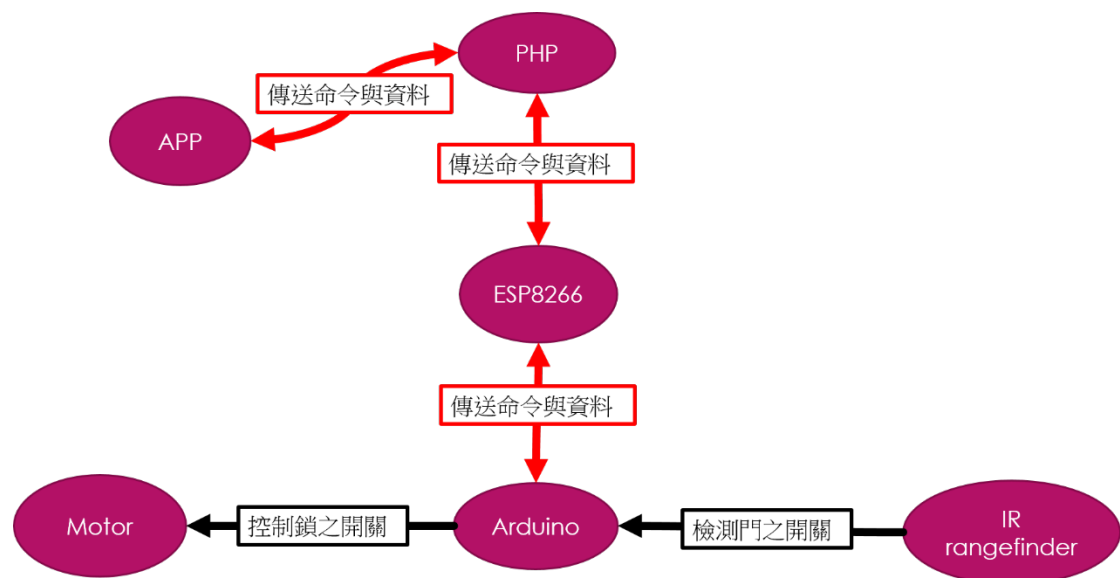 PHP
傳送命令與資料
APP
傳送命令與資料
ESP8266
傳送命令與資料
Motor
控制鎖之開關
Arduino
檢測門之開關
IR
rangefinder